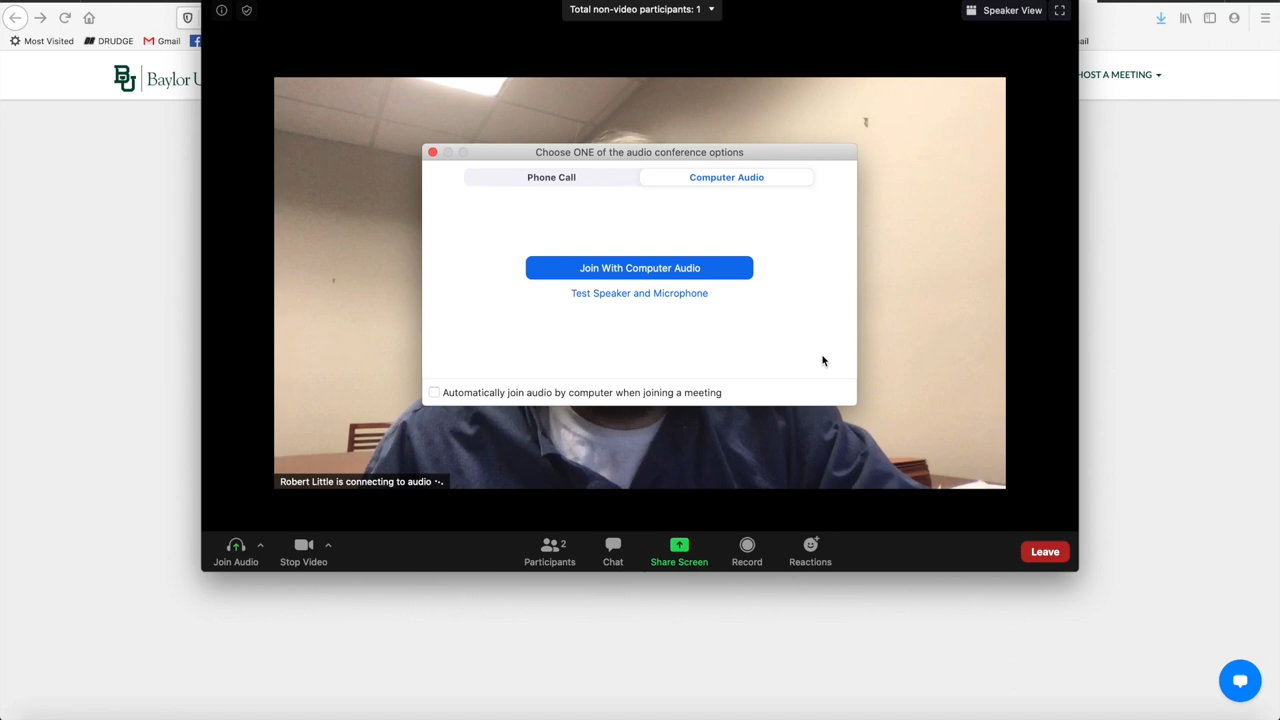 Total non-video participants: 1
Speaker View
Most Visited
DRUDGE
Gmail
ail
BU
Baylor U
HOST A MEETING
Choose ONE of the audio conference options
Phone Call
Computer Audio
Join With Computer Audio
Test Speaker and Microphone
Automatically join audio by computer when joining a meeting
Robert Little is connecting to audio
Join Audio
Stop Video
2
Participants
Chat
Share Screen
Record
Reactions
Leave